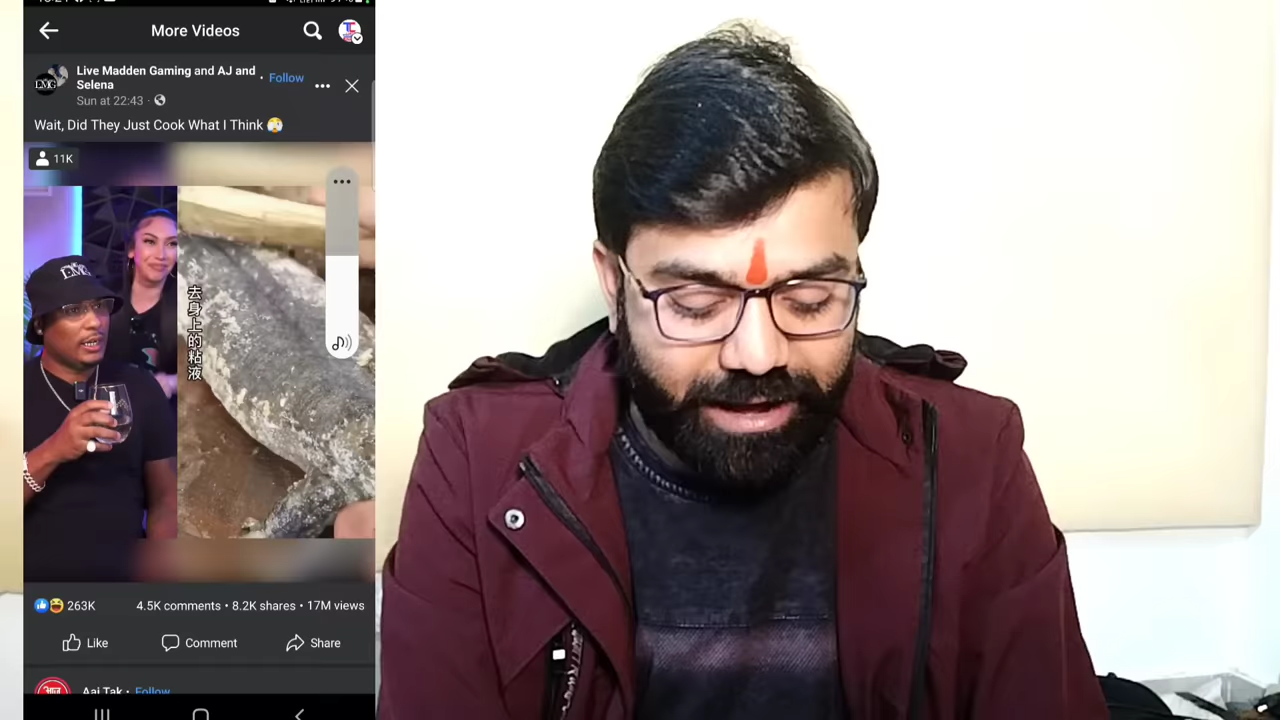 More Videos
Live Madden Gaming and AJ and
Selena
· Follow
Sun at 22:43 ·
Wait, Did They Just Cook What I Think
11K
LMG
LMG
去身上的粘液
263K
4.5K comments • 8.2K shares • 17M views
Like
Comment
Share
आज
Aaj Tak · Follow